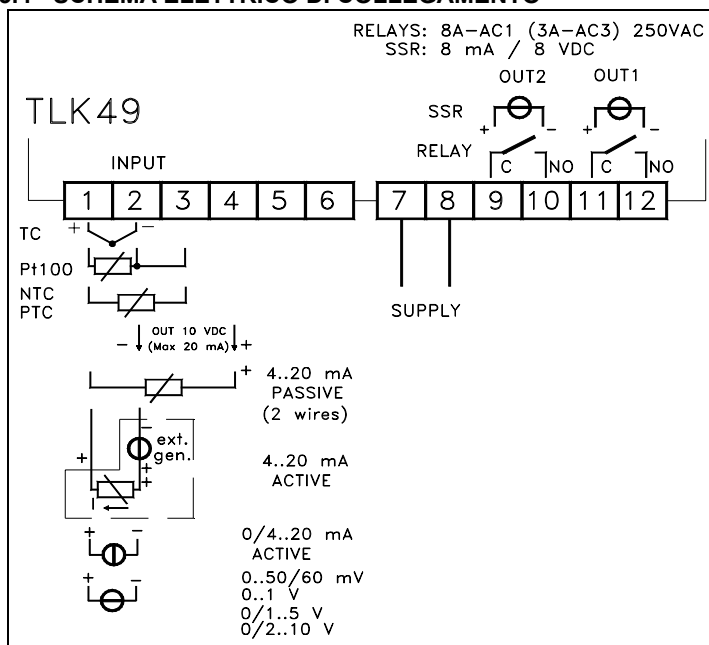 SCHEMA ELETTRICO DI COLLEGAMENTO
RELAYS: 8A-AC1 (3A-AC3) 250VAC
SSR: 8 mA / 8 VDC
OUT2 OUT1
TLK49
SSR
+ - + -
RELAY
INPUT
C NO C NO
1 2 3 4 5 6 7 8 9 10 11 12
TC + -
Pt100
NTC
PTC
SUPPLY
OUT 10 VDC
- (Max 20 mA) +
+
4..20 mA
PASSIVE
(2 wires)
-
ext.
gen.
+
+
+
4..20 mA
ACTIVE
I
+ -
0/4..20 mA
ACTIVE
+ -
0..50/60 mV
0..1 V
0/1..5 V
0/2..10 V